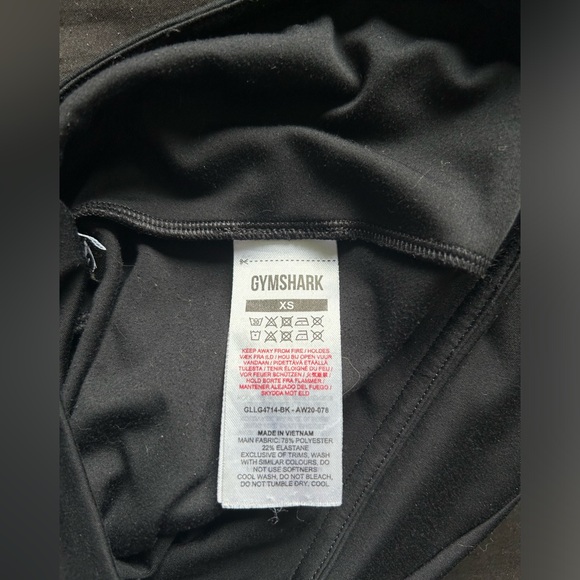 GYMSHARK
XS
KEEP AWAY FROM FIRE / HOLDES
VÆK FRA ILD / HOU BIJ OPEN VUUR
VANDAAN / PIDETTÄVÄ ETÄÄLLÄ
TULESTA / TENIR ÉLOIGNÉ DU FEU /
VOR FEUER SCHÜTZEN /
HOLD BORTE FRA FLAMMER /
MANTENER ALEJADO DEL FUEGO /
SKYDDA MOT ELD
GLLG4714-BK - AW20-078
MADE IN VIETNAM
MAIN FABRIC: 78% POLYESTER
22% ELASTANE
EXCLUSIVE OF TRIMS, WASH
WITH SIMILAR COLOURS, DO
NOT USE SOFTNERS
COOL WASH, DO NOT BLEACH,
DO NOT TUMBLE DRY, COOL